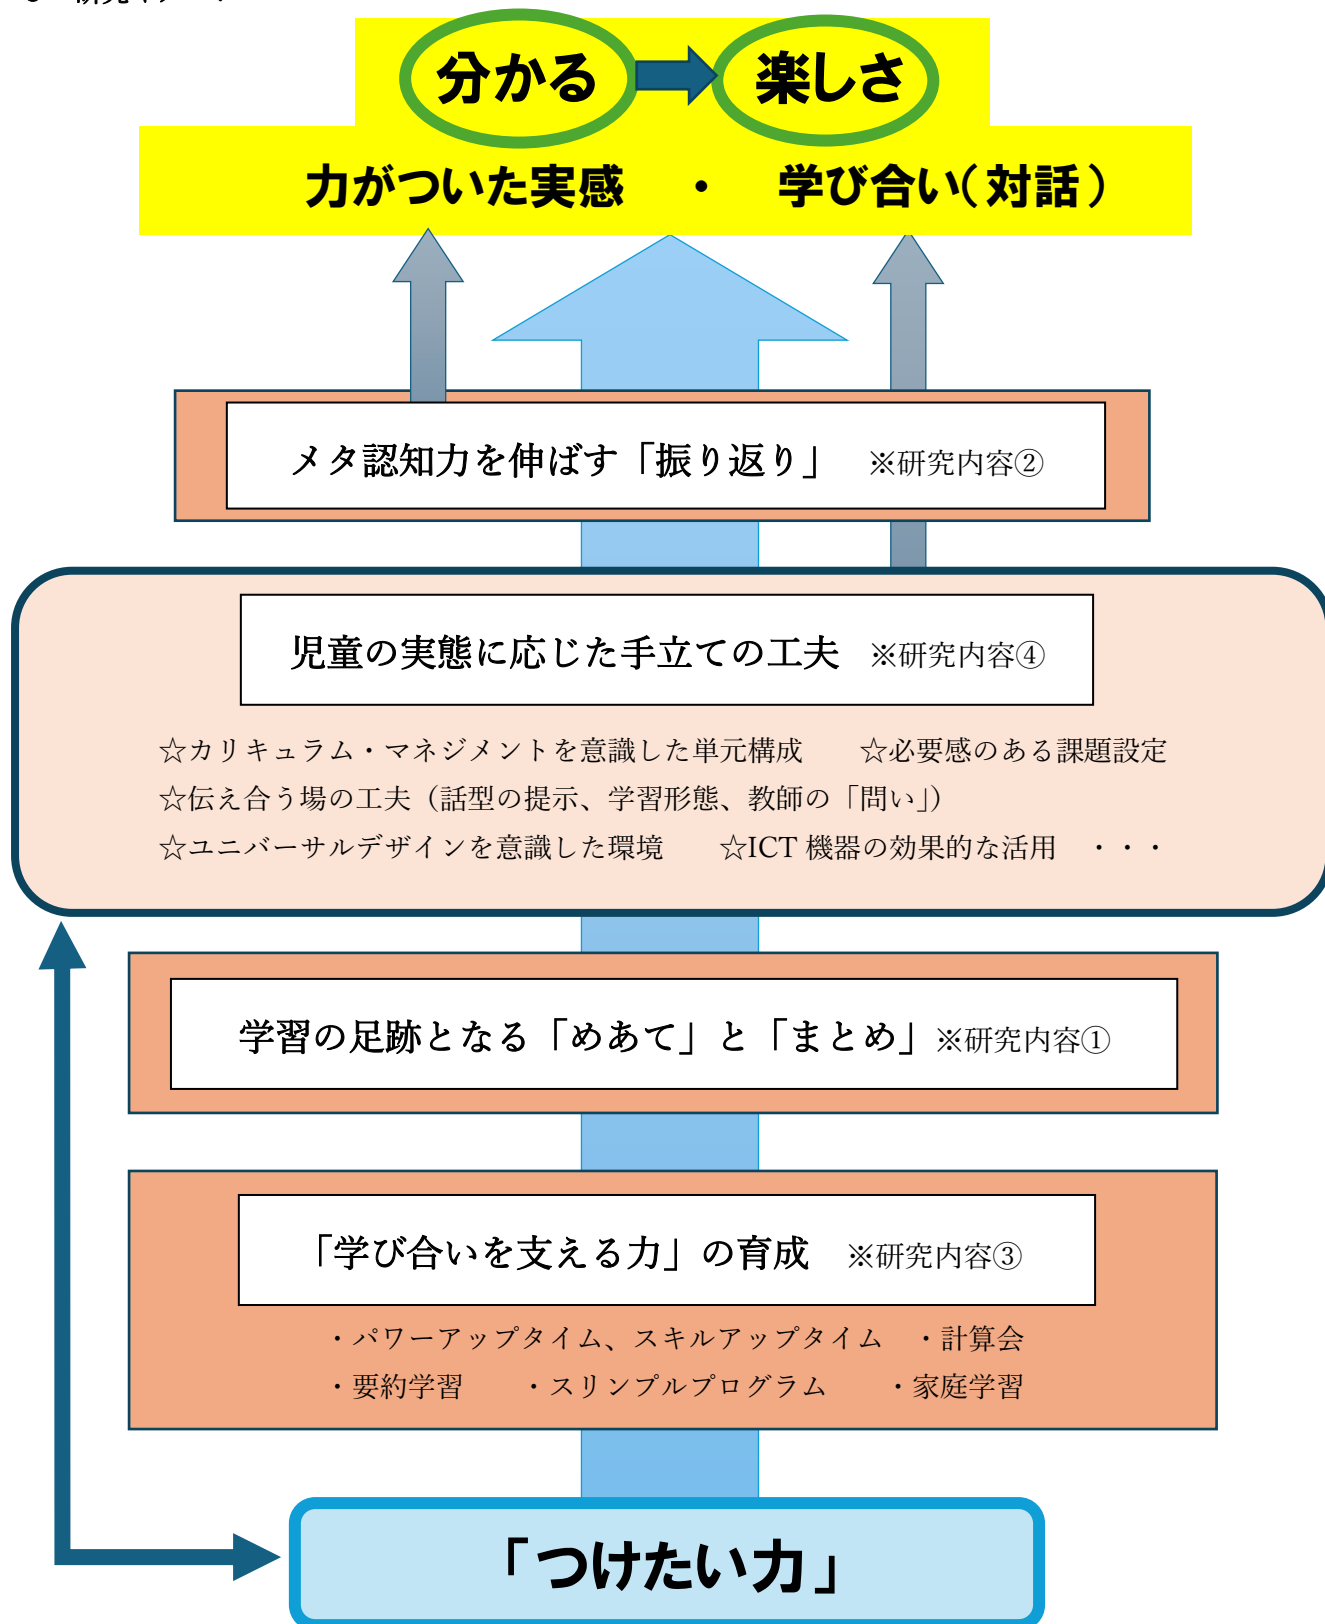 分かる 楽しさ
力がついた実感 ・ 学び合い(対話)
メタ認知力を伸ばす「振り返り」 ※研究内容②
児童の実態に応じた手立ての工夫 ※研究内容④
☆カリキュラム・マネジメントを意識した単元構成 ☆必要感のある課題設定
☆伝え合う場の工夫（話型の提示、学習形態、教師の「問い」）
☆ユニバーサルデザインを意識した環境 ☆ICT 機器の効果的な活用 ・・・
学習の足跡となる「めあて」と「まとめ」※研究内容①
「学び合いを支える力」の育成 ※研究内容③
・パワーアップタイム、スキルアップタイム ・計算会
・要約学習 ・スリンプルプログラム ・家庭学習
「つけたい力」